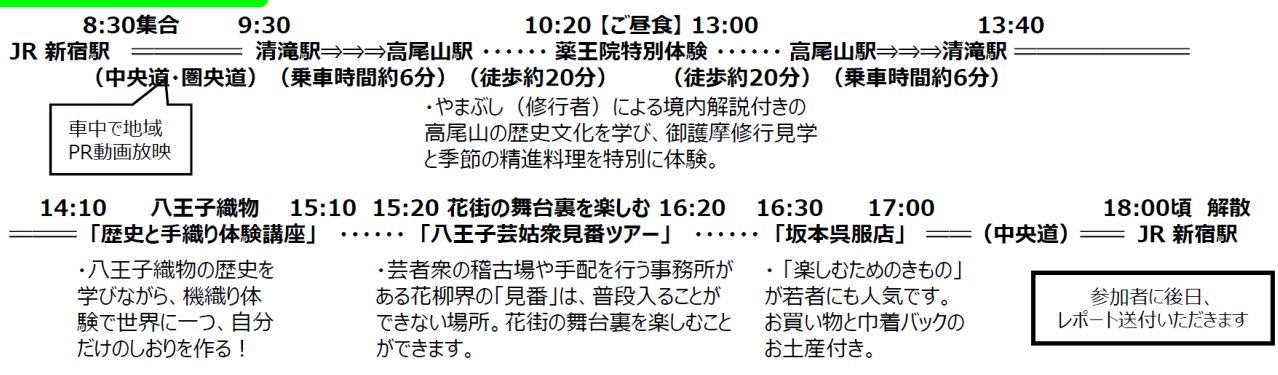 8:30集合 9:30 10:20【ご昼食】13:00 13:40
JR 新宿駅 ════ 清滝駅⇒⇒⇒高尾山駅 ‥‥‥ 薬王院特別体験 ‥‥‥ 高尾山駅⇒⇒⇒清滝駅 ════
（中央道･圏央道）（乗車時間約6分）（徒歩約20分） （徒歩約20分）（乗車時間約6分）
車中で地域
PR動画放映
・やまぶし（修行者）による境内解説付きの
高尾山の歴史文化を学び、御護摩修行見学
と季節の精進料理を特別に体験。
14:10 八王子織物 15:10 15:20 花街の舞台裏を楽しむ 16:20 16:30 17:00 18:00頃 解散
═══「歴史と手織り体験講座」 ‥‥‥ 「八王子芸姑衆見番ツアー」 ‥‥‥ 「坂本呉服店」 ══（中央道）══ JR 新宿駅
・八王子織物の歴史を
学びながら、機織り体
験で世界に一つ、自分
だけのしおりを作る！
・芸者衆の稽古場や手配を行う事務所が
ある花柳界の「見番」は、普段入ることが
できない場所。花街の舞台裏を楽しむこと
ができます。
・「楽しむためのきもの」
が若者にも人気です。
お買い物と巾着バックの
お土産付き。
参加者に後日、
レポート送付いただきます